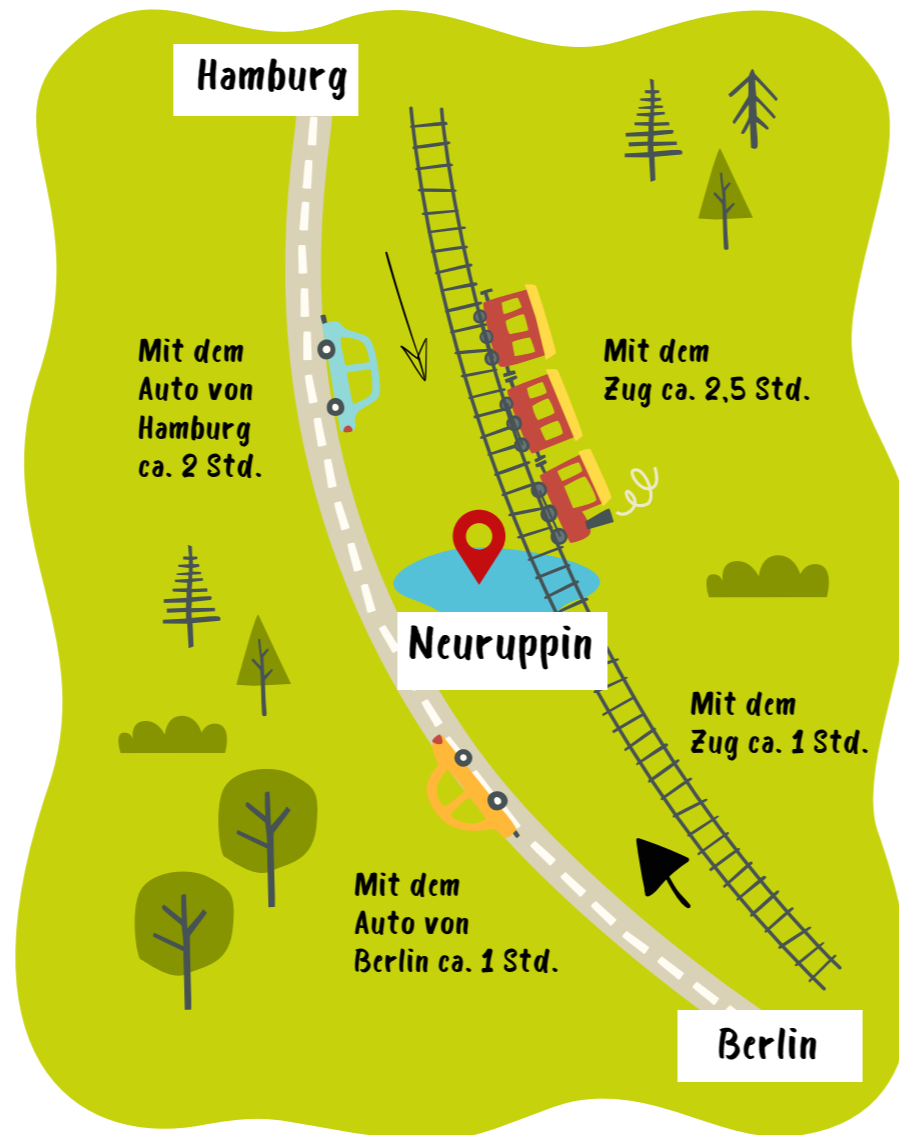 Hamburg
Mit dem
Auto von
Hamburg
ca. 2 Std.
Mit dem
Zug ca. 2,5 Std.
Neuruppin
Mit dem
Zug ca. 1 Std.
Mit dem
Auto von
Berlin ca. 1 Std.
Berlin